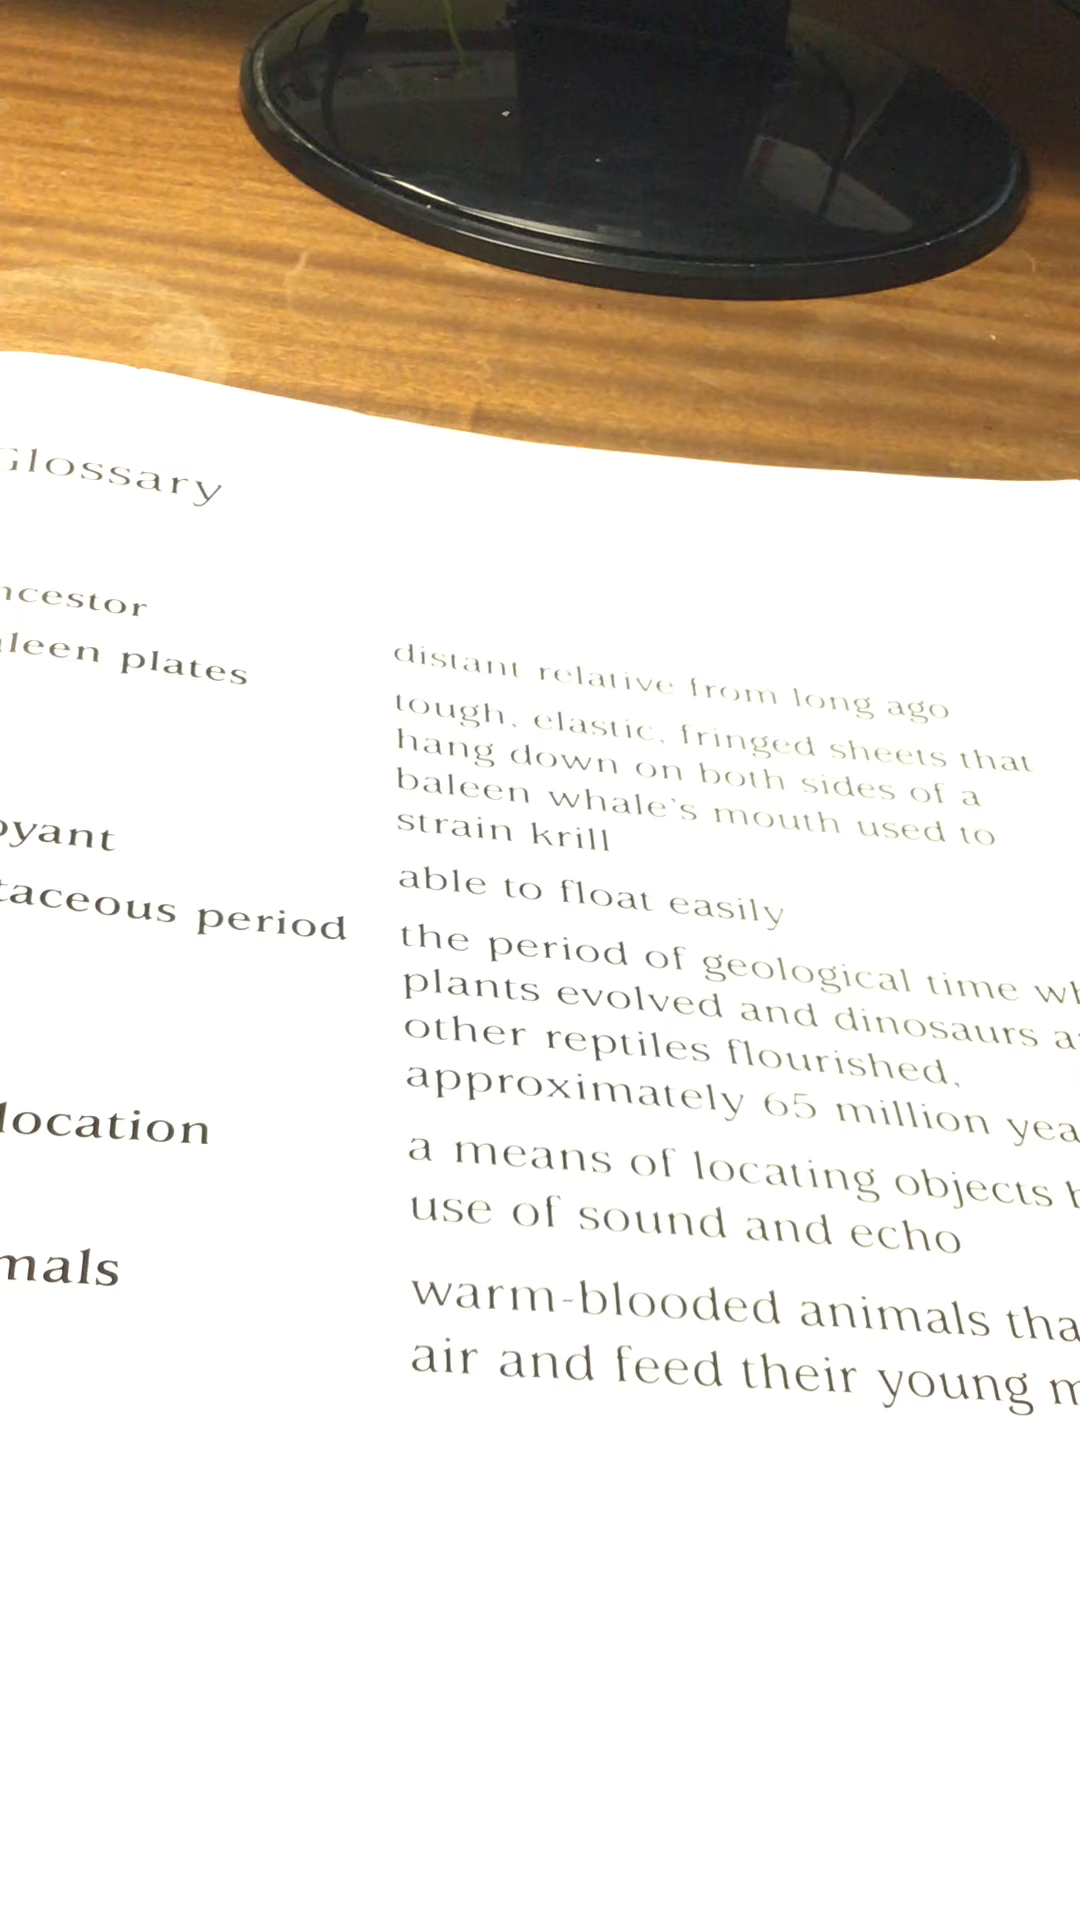 Glossary
ncestor
distant relative from long ago
leen plates
tough, elastic, fringed sheets that
hang down on both sides of a
baleen whale's mouth used to
strain krill
oyant
able to float easily
taceous period
the period of geological time wh
plants evolved and dinosaurs a
other reptiles flourished,
approximately 65 million yea
location
a means of locating objects b
use of sound and echo
mals
warm-blooded animals tha
air and feed their young m